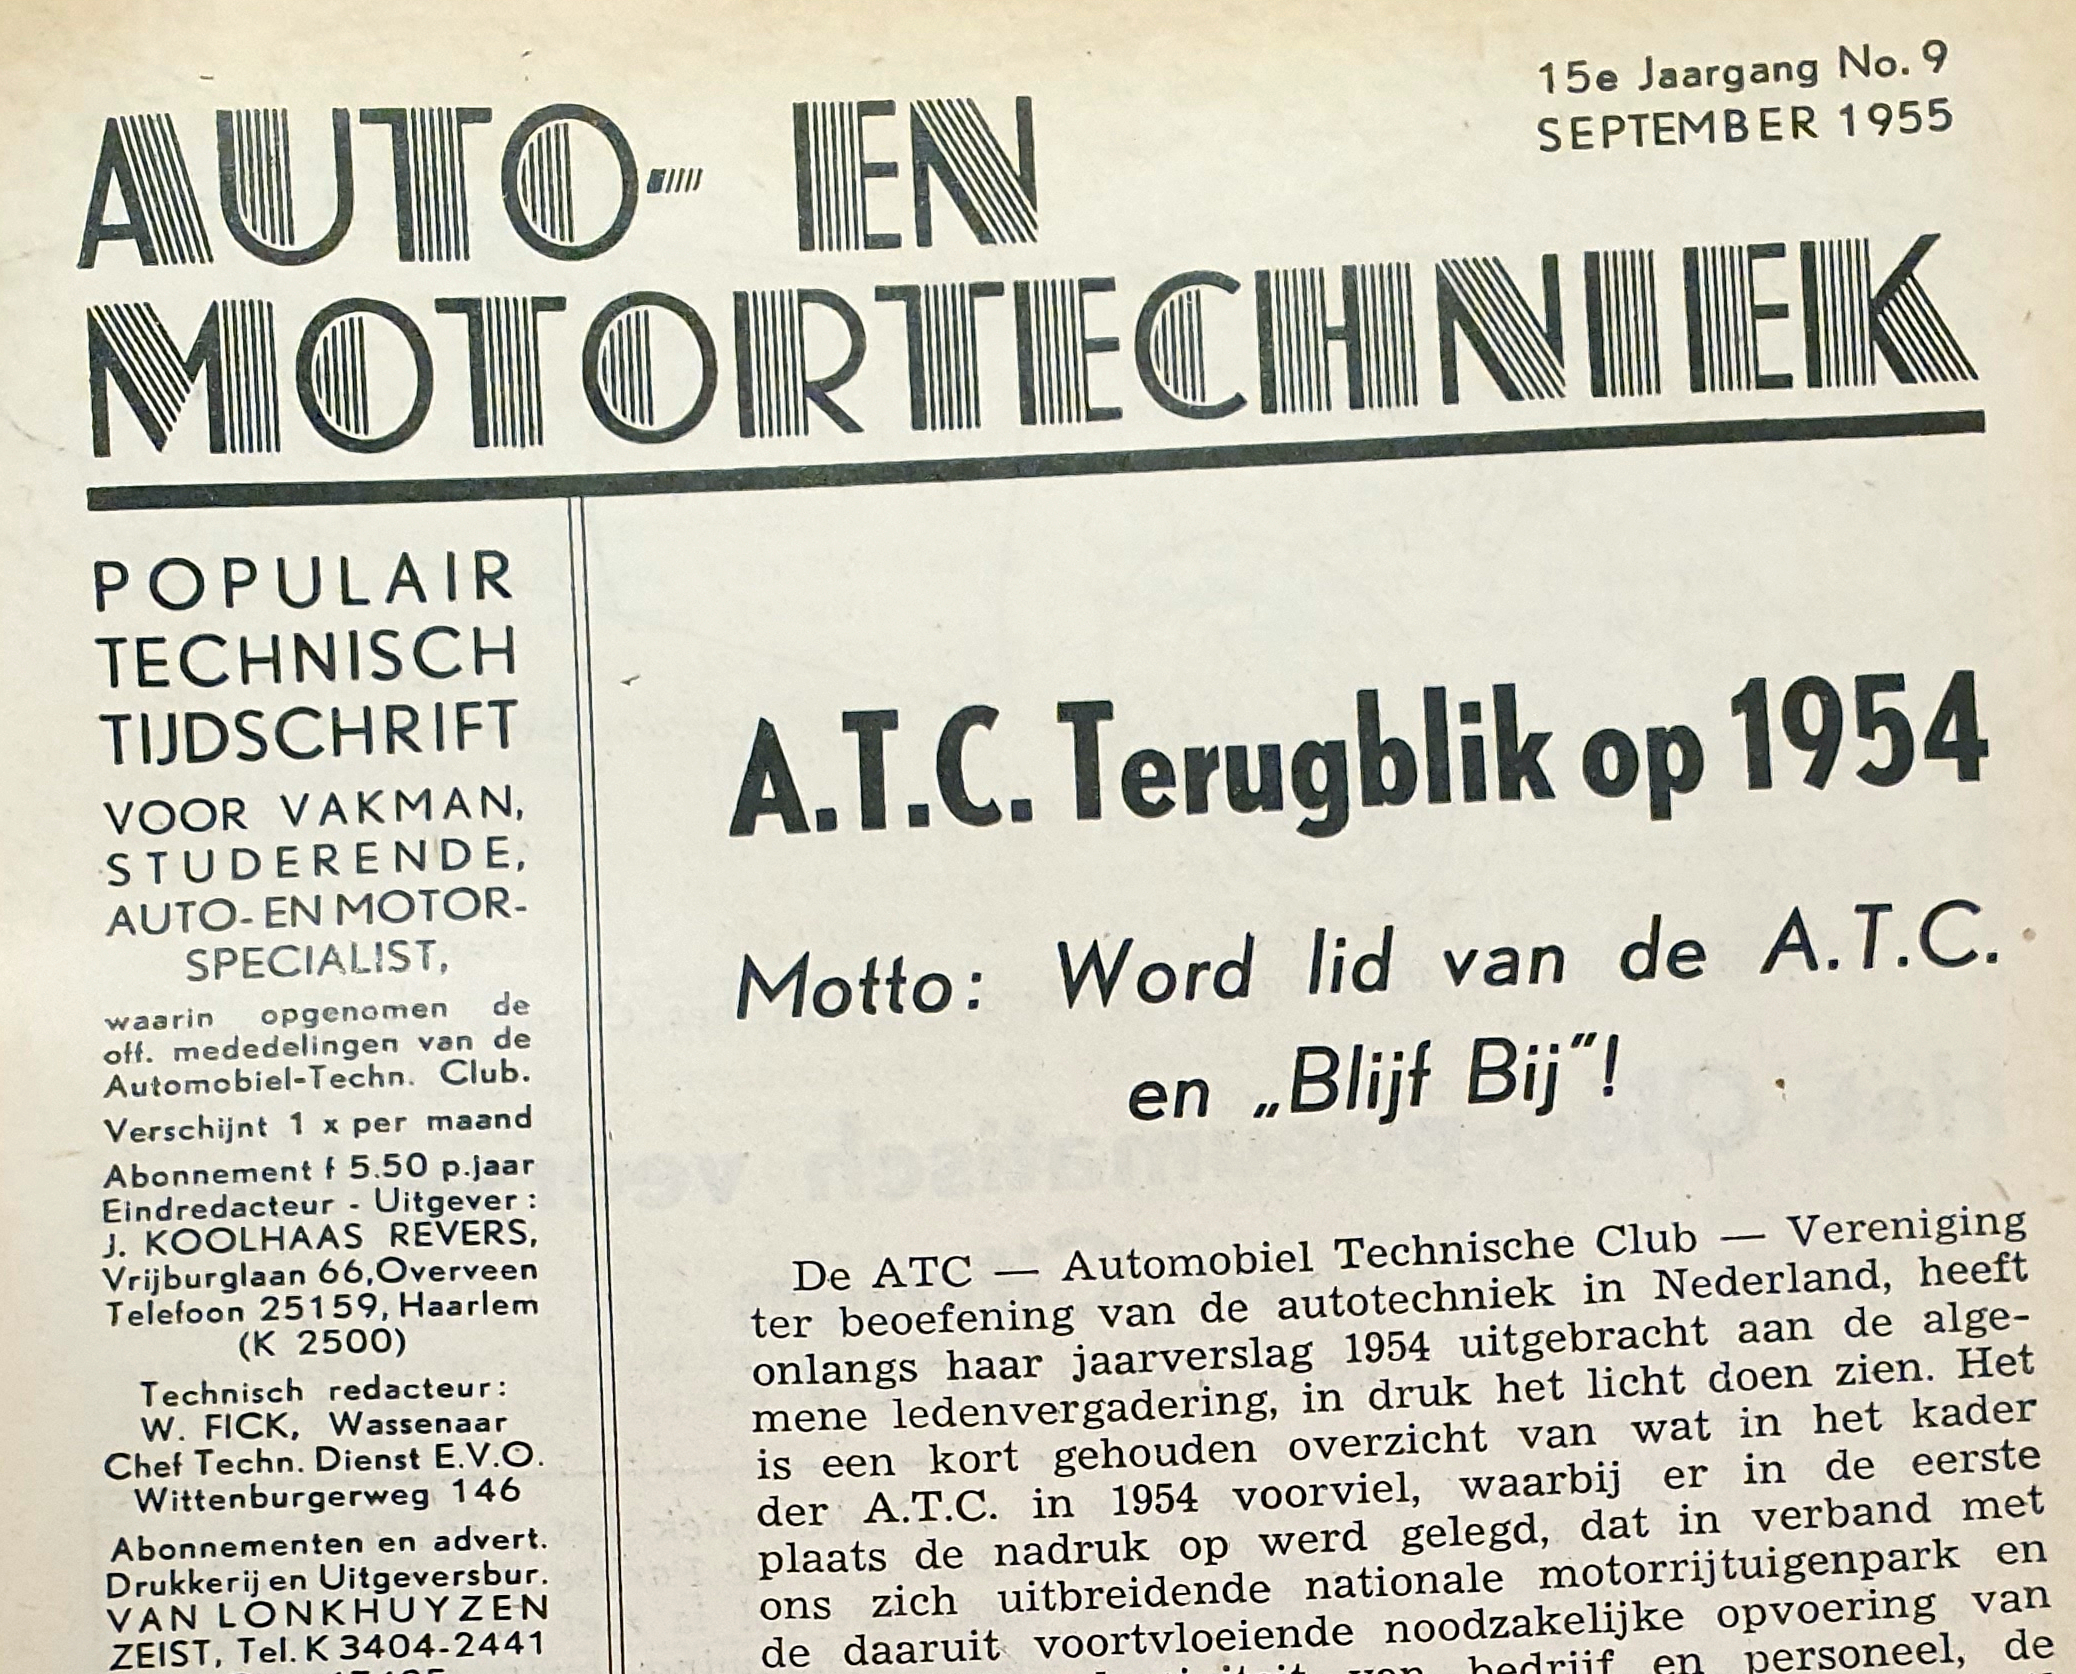 15e Jaargang No. 9
SEPTEMBER 1955
AUTO- EN
MOTORTECHNIEK
POPULAIR
TECHNISCH
TIJDSCHRIFT
VOOR VAKMAN,
STUDERENDE,
AUTO- EN MOTOR-
SPECIALIST,
waarin opgenomen de
off. mededelingen van de
Automobiel-Techn. Club.
Verschijnt 1 x per maand
Abonnement f 5.50 p.jaar
Eindredacteur - Uitgever :
J. KOOLHAAS REVERS,
Vrijburglaan 66, Overveen
Telefoon 25159, Haarlem
(K 2500)
Technisch redacteur:
W. FICK, Wassenaar
Chef Techn. Dienst E.V.O.
Wittenburgerweg 146
Abonnementen en advert.
Drukkerij en Uitgeversbur.
VAN LONKHUYZEN
ZEIST, Tel. K 3404-2441
A.T.C. Terugblik op 1954
Motto: Word lid van de A.T.C.
en „Blijf Bij”!
De ATC — Automobiel Technische Club — Vereniging
ter beoefening van de autotechniek in Nederland, heeft
onlangs haar jaarverslag 1954 uitgebracht aan de alge-
mene ledenvergadering, in druk het licht doen zien. Het
is een kort gehouden overzicht van wat in het kader
der A.T.C. in 1954 voorviel, waarbij er in de eerste
plaats de nadruk op werd gelegd, dat in verband met
ons zich uitbreidende nationale motorrijtuigenpark en
de daaruit voortvloeiende noodzakelijke opvoering van
bedrijf en personeel, de